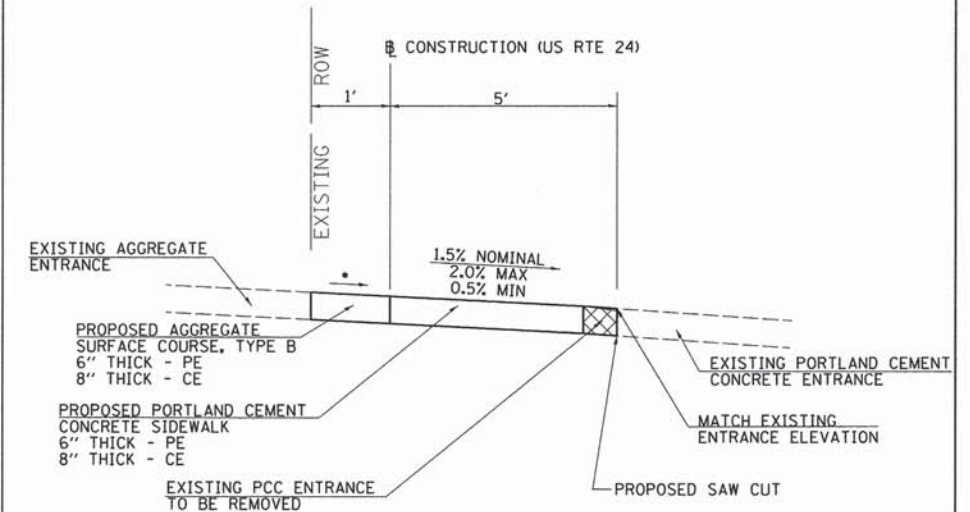 ROW
EXISTING
℄ CONSTRUCTION (US RTE 24)
1'
5'
EXISTING AGGREGATE
ENTRANCE
1.5% NOMINAL
2.0% MAX
0.5% MIN
PROPOSED AGGREGATE
SURFACE COURSE, TYPE B
6" THICK - PE
8" THICK - CE
EXISTING PORTLAND CEMENT
CONCRETE ENTRANCE
PROPOSED PORTLAND CEMENT
CONCRETE SIDEWALK
6" THICK - PE
8" THICK - CE
MATCH EXISTING
ENTRANCE ELEVATION
EXISTING PCC ENTRANCE
TO BE REMOVED
PROPOSED SAW CUT